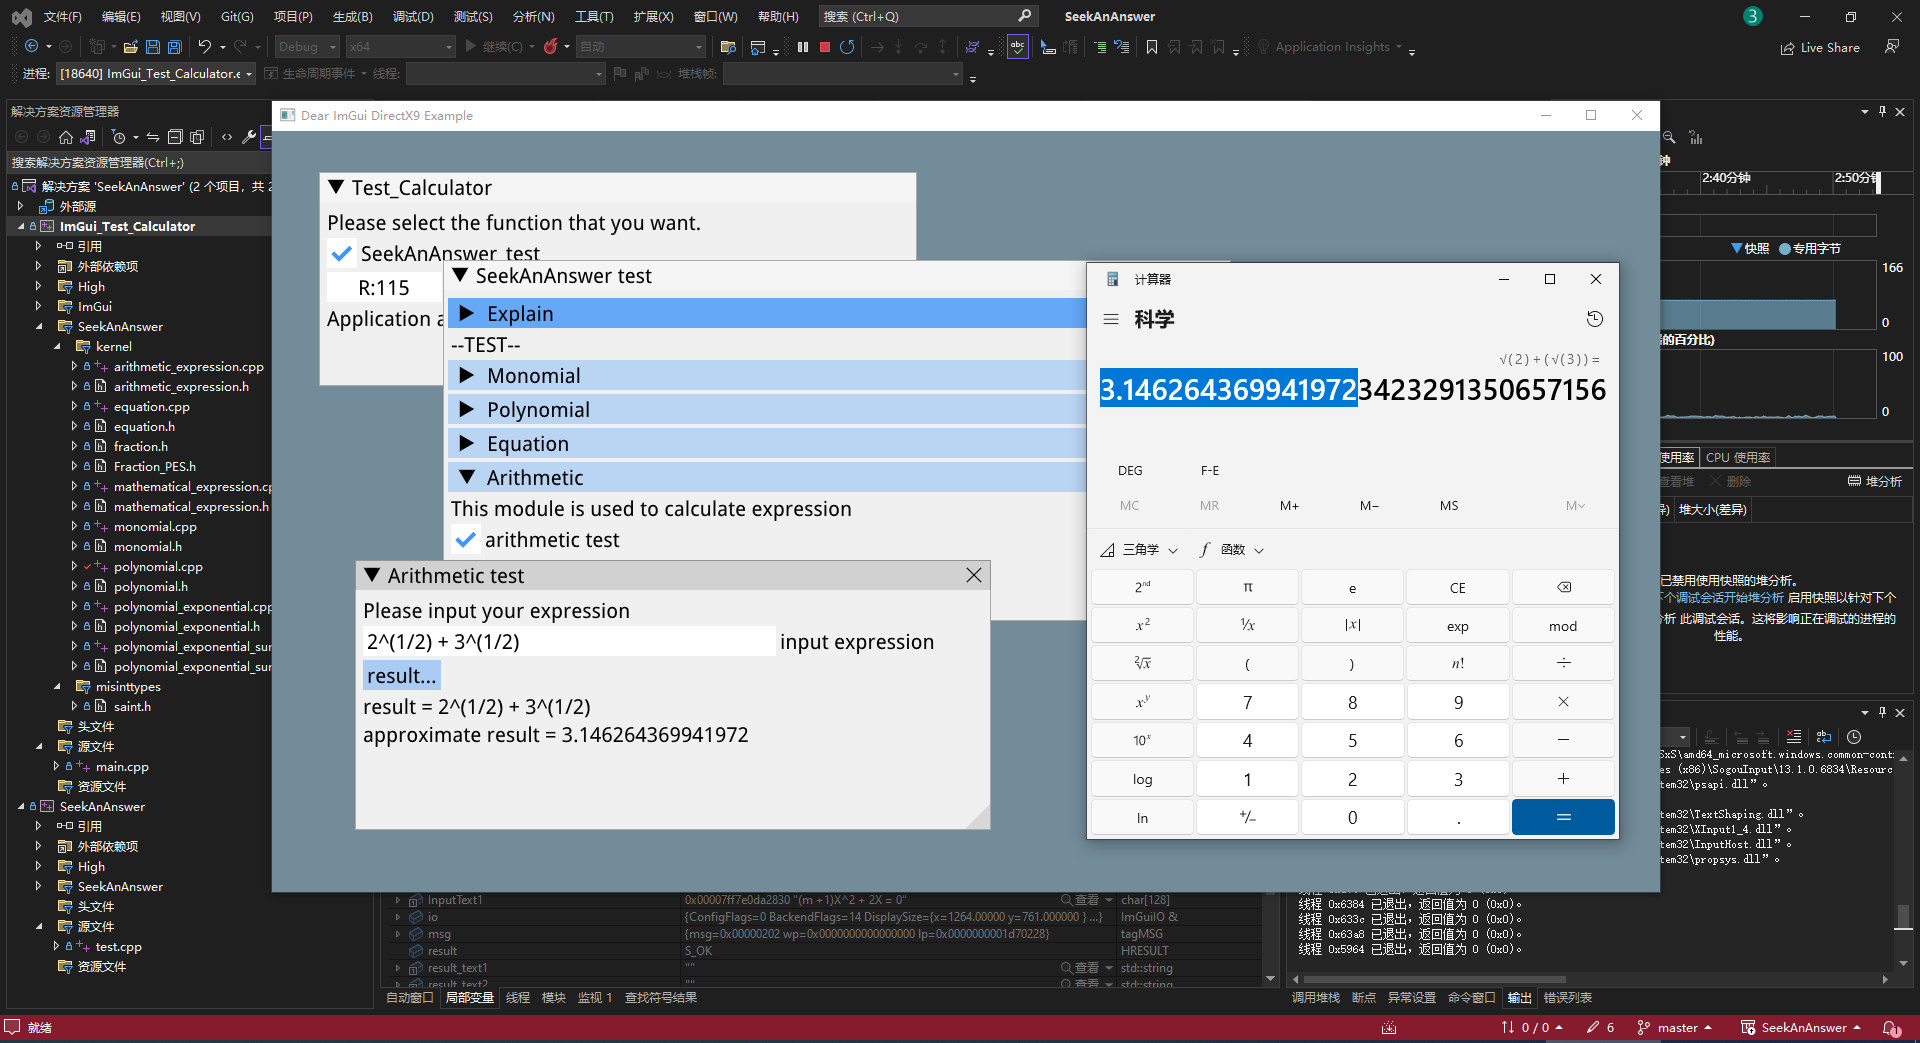 文件(F) 编辑(E) 视图(V) Git(G) 项目(P) 生成(B) 调试(D) 测试(S) 分析(N) 工具(T) 扩展(X) 窗口(W) 帮助(H) 搜索 (Ctrl+Q) SeekAnAnswer 3
Debug x64 继续(C) 自动 abc Application Insights Live Share
进程: [18640] ImGui_Test_Calculator.e 生命周期事件 线程: 堆栈帧:
解决方案资源管理器
搜索解决方案资源管理器(Ctrl+;)
解决方案 'SeekAnAnswer' (2 个项目，共 2
外部源
ImGui_Test_Calculator
引用
外部依赖项
High
ImGui
SeekAnAnswer
kernel
arithmetic_expression.cpp
arithmetic_expression.h
equation.cpp
equation.h
fraction.h
Fraction_PES.h
mathematical_expression.cp
mathematical_expression.h
monomial.cpp
monomial.h
polynomial.cpp
polynomial.h
polynomial_exponential.cpp
polynomial_exponential.h
polynomial_exponential_sur
polynomial_exponential_sur
misinttypes
saint.h
头文件
源文件
main.cpp
资源文件
SeekAnAnswer
引用
外部依赖项
High
SeekAnAnswer
头文件
源文件
test.cpp
资源文件
Dear ImGui DirectX9 Example
Test_Calculator
Please select the function that you want.
SeekAnAnswer test
R:115
Application a
SeekAnAnswer test
Explain
--TEST--
Monomial
Polynomial
Equation
Arithmetic
This module is used to calculate expression
arithmetic test
Arithmetic test
Please input your expression
2^(1/2) + 3^(1/2) input expression
result...
result = 2^(1/2) + 3^(1/2)
approximate result = 3.146264369941972
计算器
科学
√(2) + (√(3)) =
3.1462643699419723423291350657156
DEG F-E
MC MR M+ M− MS M
三角学 f 函数
2nd π e CE
x² ¹/x |x| exp mod
²√x ( ) n! ÷
xʸ 7 8 9 ×
10ˣ 4 5 6 −
log 1 2 3 +
ln +/− 0 . =
钟
2:40分钟 2:50分钟
快照 专用字节
166
0
的百分比)
100
0
使用率 CPU 使用率
查看堆 删除 堆分析
异) 堆大小(差异)
已禁用使用快照的堆分析。
下个调试会话开始堆分析 启用快照以针对下个
分析 此调试会话。这将影响正在调试的进程的
性能。
SxS\amd64_microsoft.windows.common-cont
es (x86)\SogouInput\13.1.0.6834\Resourc
tem32\psapi.dll”。
tem32\TextShaping.dll”。
tem32\XInput1_4.dll”。
tem32\InputHost.dll”。
tem32\propsys.dll”。
线程 0x6384 已退出，返回值为 0 (0x0)。
线程 0x633c 已退出，返回值为 0 (0x0)。
线程 0x63a8 已退出，返回值为 0 (0x0)。
线程 0x5964 已退出，返回值为 0 (0x0)。
InputText1 0x00007ff7e0da2830 "(m +1)X^2 + 2X = 0" 查看 char[128]
io {ConfigFlags=0 BackendFlags=14 DisplaySize={x=1264.00000 y=761.000000 } ...} ImGuiIO &
msg {msg=0x00000202 wp=0x0000000000000000 lp=0x0000000001d70228} tagMSG
result S_OK HRESULT
result_text1 "" 查看 std::string
result_text2 "" 查看 std::string
自动窗口 局部变量 线程 模块 监视 1 查找符号结果
调用堆栈 断点 异常设置 命令窗口 输出 错误列表
就绪 0 / 0 6 master SeekAnAnswer 1